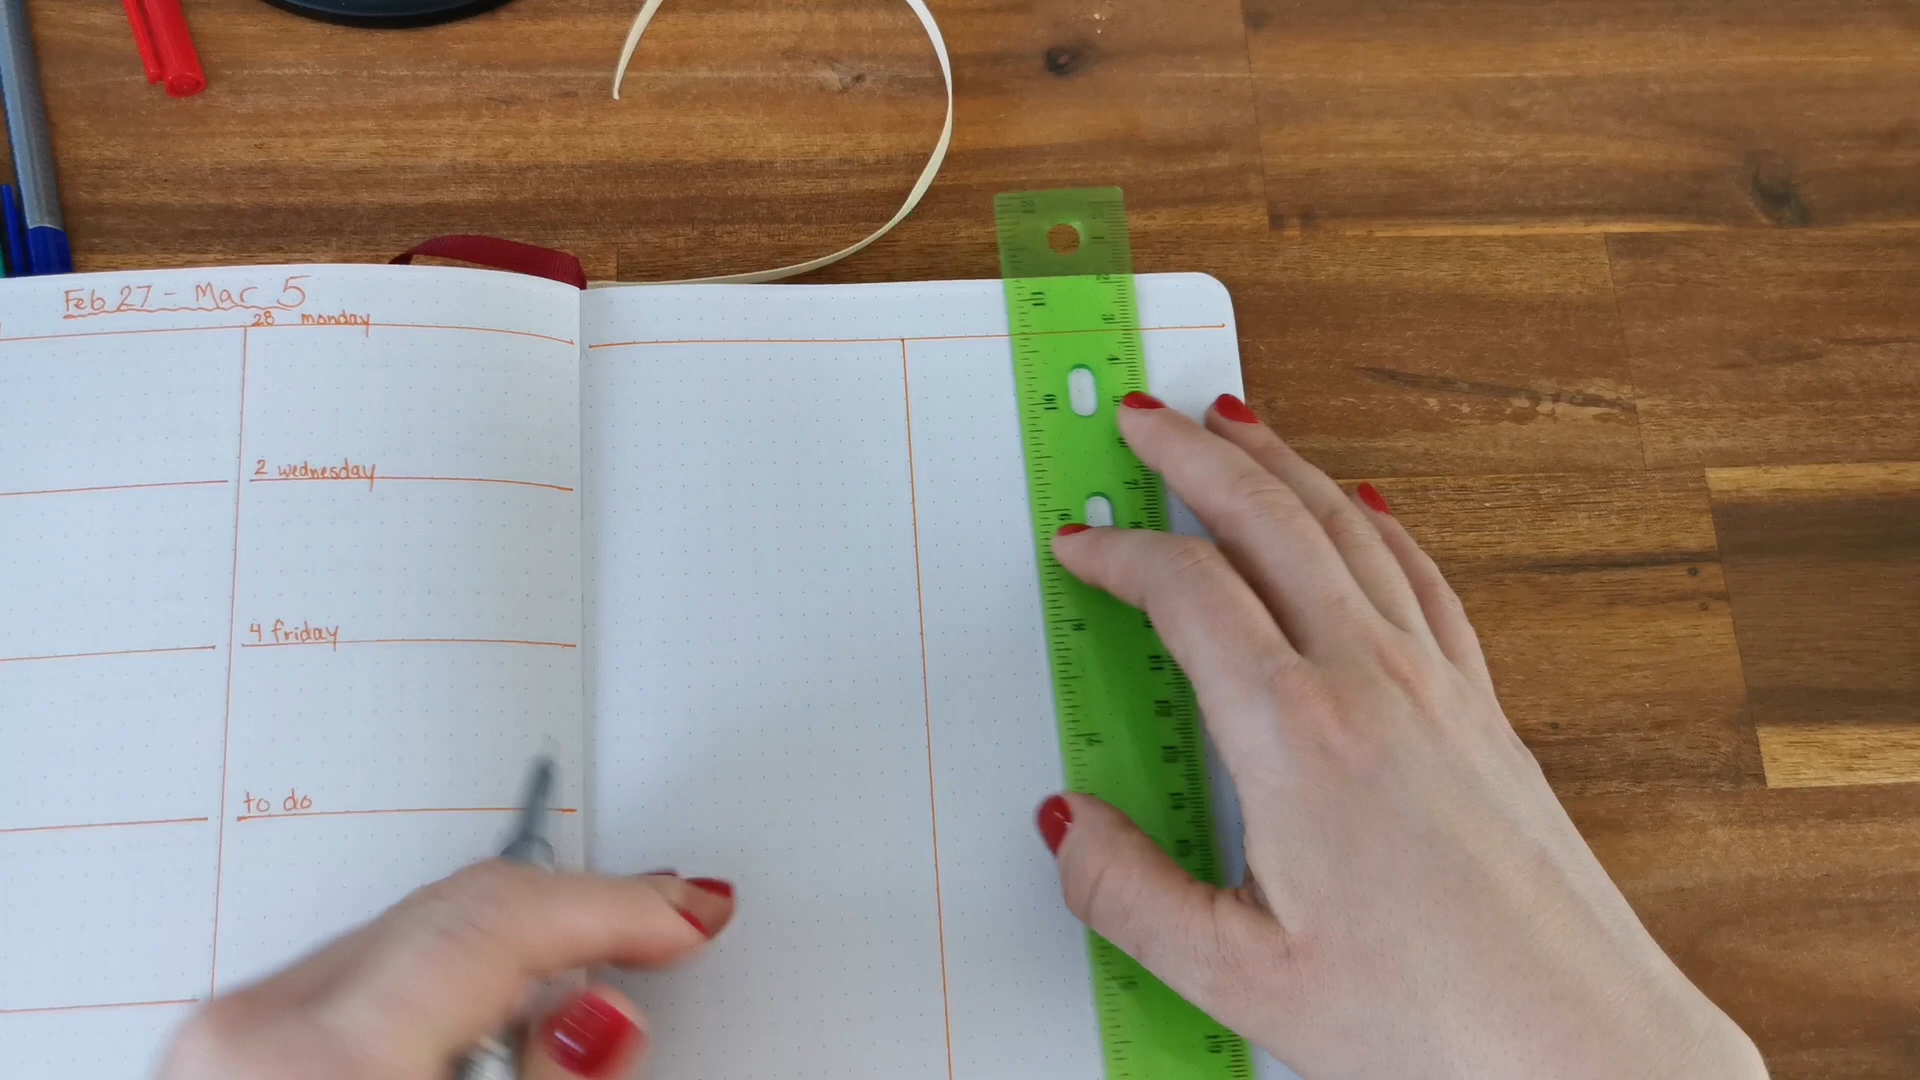 Feb 27 - Mar 5
28 monday
2 wednesday
4 friday
to do